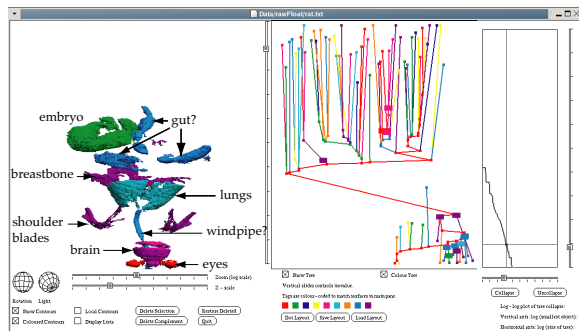 Data/rawFloat/rat.txt
embryo
gut?
breastbone
lungs
shoulder
blades
windpipe?
brain
eyes
Rotation
Light
Zoom (log scale)
Z - scale
Show Contours
Local Contours
Delete Selection
Restore Deleted
Coloured Contours
Display Lists
Delete Complement
Quit
Show Tree
Colour Tree
Vertical slider controls isovalue.
Tags are colour-coded to match surfaces in main pane.
Dot Layout
Save Layout
Load Layout
Collapse
Uncollapse
Log-log plot of tree collapse:
Vertical axis: log (smallest object)
Horizontal axis: log (size of tree)